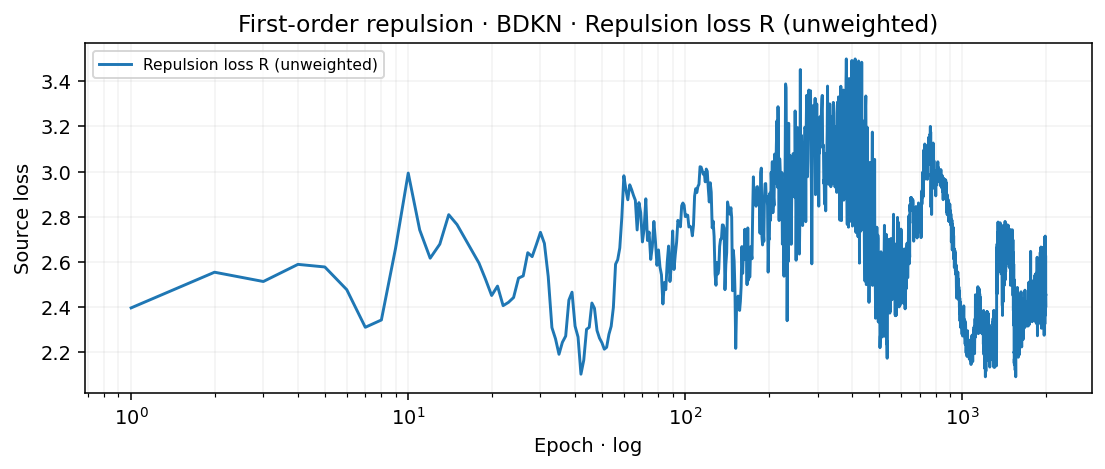 First-order repulsion · BDKN · Repulsion loss R (unweighted)
Repulsion loss R (unweighted)
Source loss
3.4
3.2
3.0
2.8
2.6
2.4
2.2
10⁰ 10¹ 10² 10³
Epoch · log